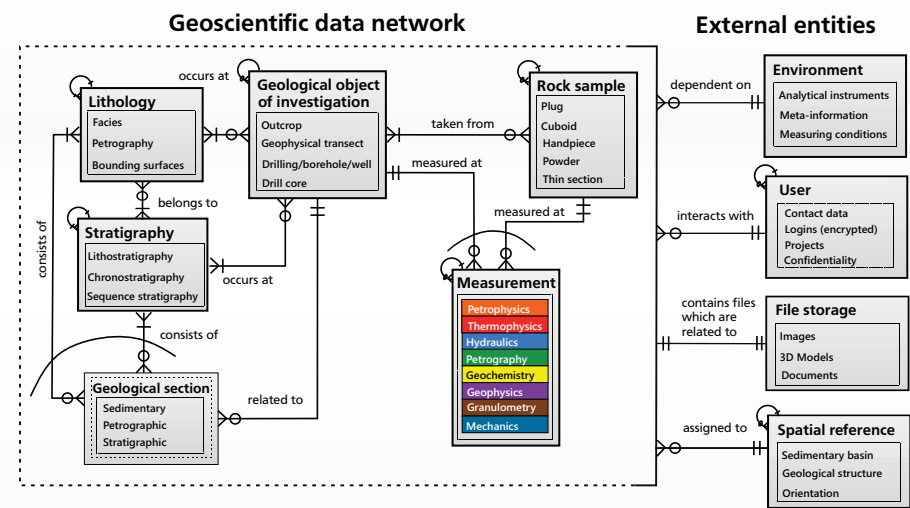 Geoscientific data network
External entities
Lithology
Facies
Petrography
Bounding surfaces
occurs at
Geological object
of investigation
Outcrop
Geophysical transect
Drilling/borehole/well
Drill core
taken from
measured at
Rock sample
Plug
Cuboid
Handpiece
Powder
Thin section
measured at
belongs to
consists of
Stratigraphy
Lithostratigraphy
Chronostratigraphy
Sequence stratigraphy
occurs at
consists of
Geological section
Sedimentary
Petrographic
Stratigraphic
related to
Measurement
Petrophysics
Thermophysics
Hydraulics
Petrography
Geochemistry
Geophysics
Granulometry
Mechanics
dependent on
Environment
Analytical instruments
Meta-information
Measuring conditions
interacts with
User
Contact data
Logins (encrypted)
Projects
Confidentiality
contains files
which are
related to
File storage
Images
3D Models
Documents
assigned to
Spatial reference
Sedimentary basin
Geological structure
Orientation